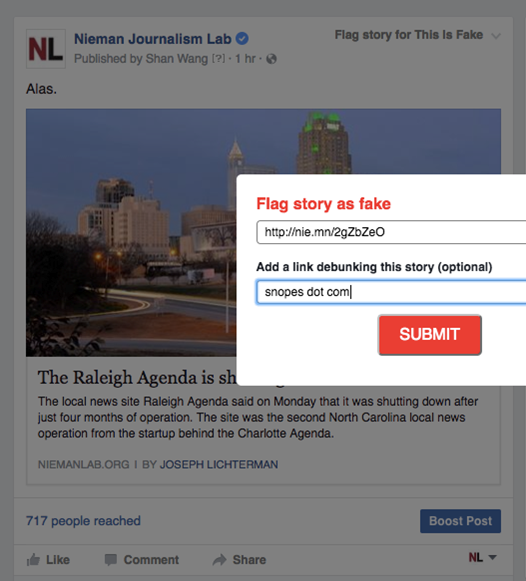 NL
Nieman Journalism Lab
Flag story for This Is Fake
Published by Shan Wang [?] · 1 hr ·
Alas.
Flag story as fake
http://nie.mn/2gZbZeO
Add a link debunking this story (optional)
snopes dot com
SUBMIT
The Raleigh Agenda is
The local news site Raleigh Agenda said on Monday that it was shutting down after
just four months of operation. The site was the second North Carolina local news
operation from the startup behind the Charlotte Agenda.
NIEMANLAB.ORG | BY JOSEPH LICHTERMAN
717 people reached
Boost Post
Like Comment Share
NL